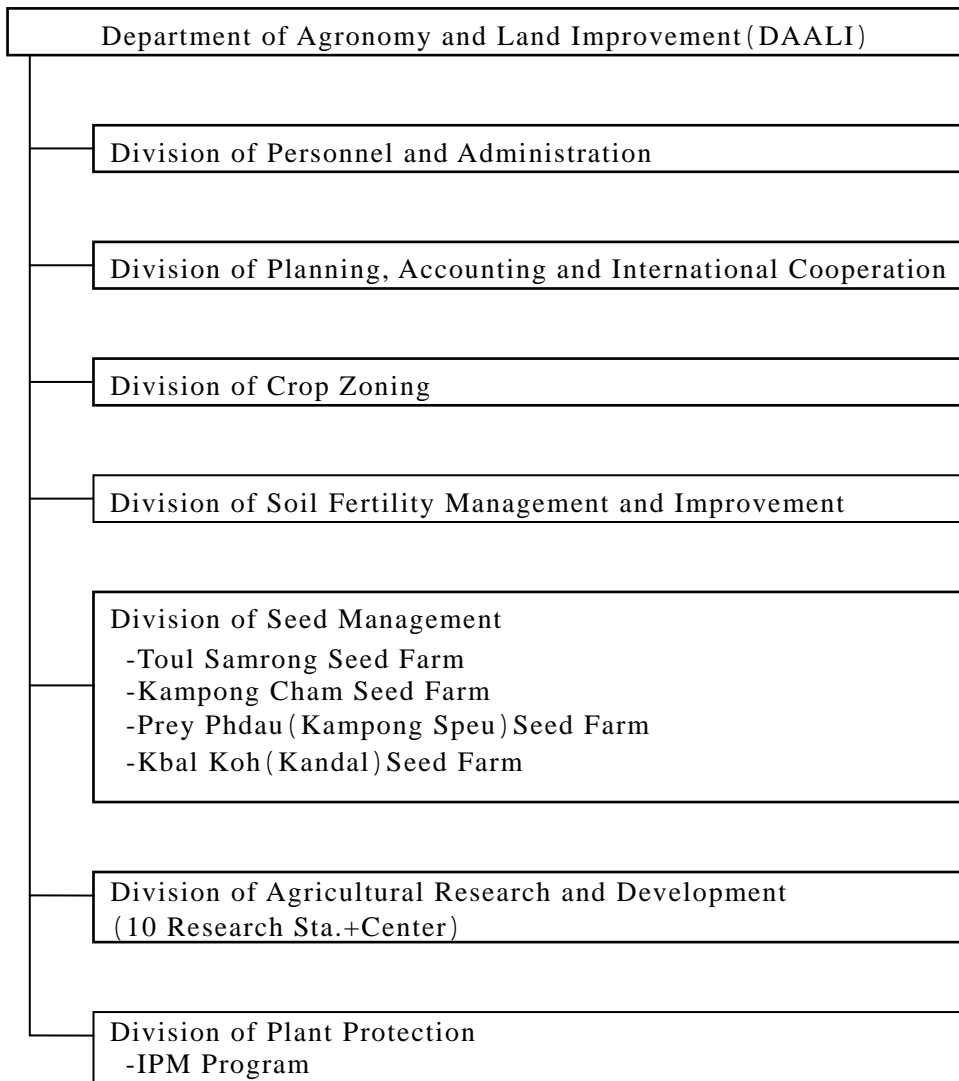 Department of Agronomy and Land Improvement(DAALI)
Division of Personnel and Administration
Division of Planning, Accounting and International Cooperation
Division of Crop Zoning
Division of Soil Fertility Management and Improvement
Division of Seed Management
-Toul Samrong Seed Farm
-Kampong Cham Seed Farm
-Prey Phdau(Kampong Speu)Seed Farm
-Kbal Koh(Kandal)Seed Farm
Division of Agricultural Research and Development
(10 Research Sta.+Center)
Division of Plant Protection
-IPM Program